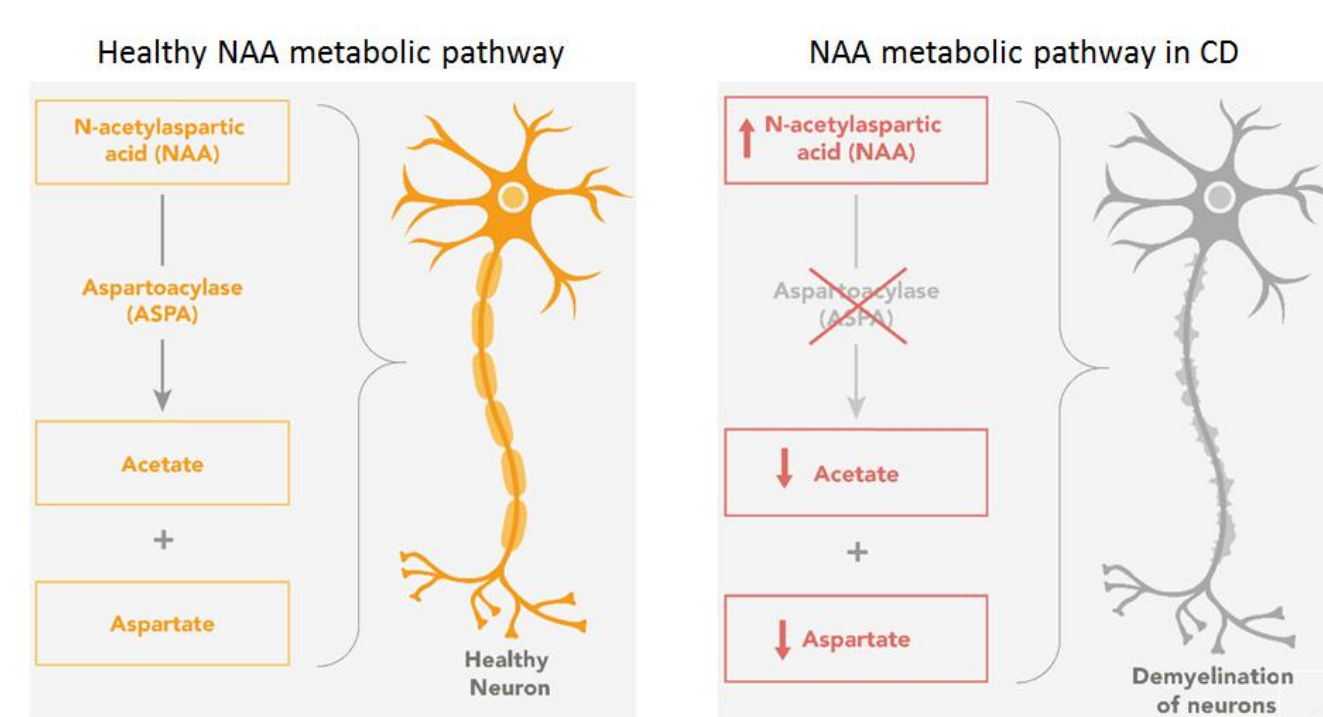 Healthy NAA metabolic pathway
N-acetylaspartic
acid (NAA)
Aspartoacylase
(ASPA)
Acetate
+
Aspartate
Healthy
Neuron
NAA metabolic pathway in CD
N-acetylaspartic
acid (NAA)
Aspartoacylase
(ASPA)
Acetate
+
Aspartate
Demyelination
of neurons